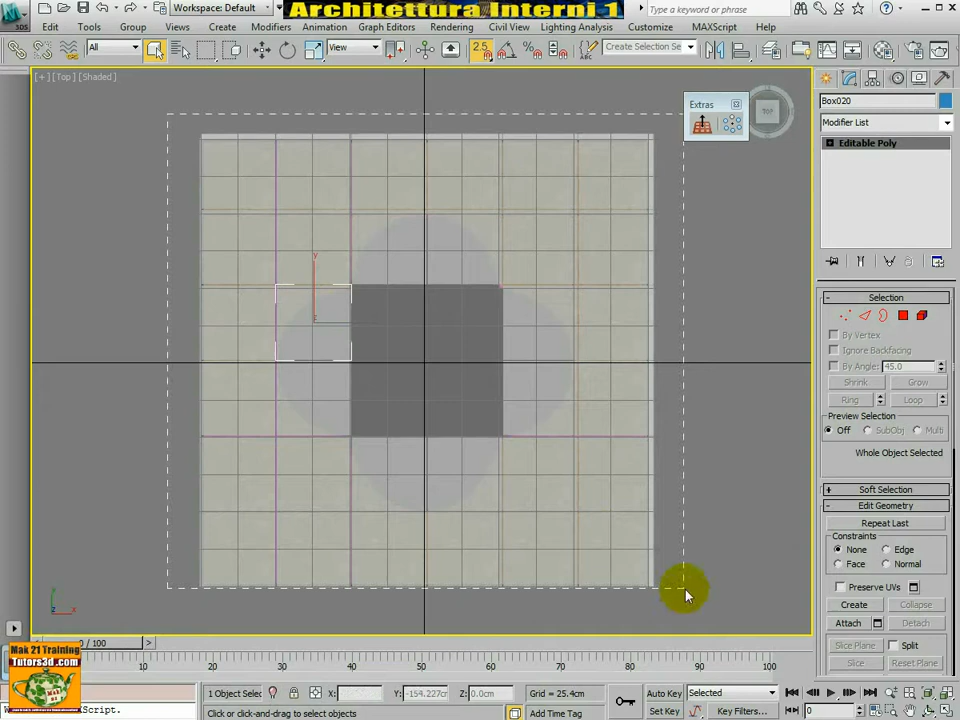 Workspace: Default
Architettura Interni 1
Type a keyword or phrase
3DS
Edit
Tools
Group
Views
Create
Modifiers
Animation
Graph Editors
Rendering
Civil View
Lighting Analysis
Customize
MAXScript
Help
All
View
2.5
Create Selection Se
[+] [Top] [Shaded]
Extras
TOP
Box020
Modifier List
Editable Poly
Selection
By Vertex
Ignore Backfacing
By Angle: 45.0
Shrink
Grow
Ring
Loop
Preview Selection
Off
SubObj
Multi
Whole Object Selected
Soft Selection
Edit Geometry
Repeat Last
Constraints
None
Edge
Face
Normal
Preserve UVs
Create
Collapse
Attach
Detach
Slice Plane
Split
Slice
Reset Plane
y
x
z
0 / 100
10 20 30 40 50 60 70 80 90 100
Mak 21 Training
Tutors3d.com
1 Object Selec
X:
Y: -154.227cm
Z: 0.0cm
Grid = 25.4cm
Auto Key
Selected
Script.
Click or click-and-drag to select objects
Add Time Tag
Set Key
Key Filters...
0